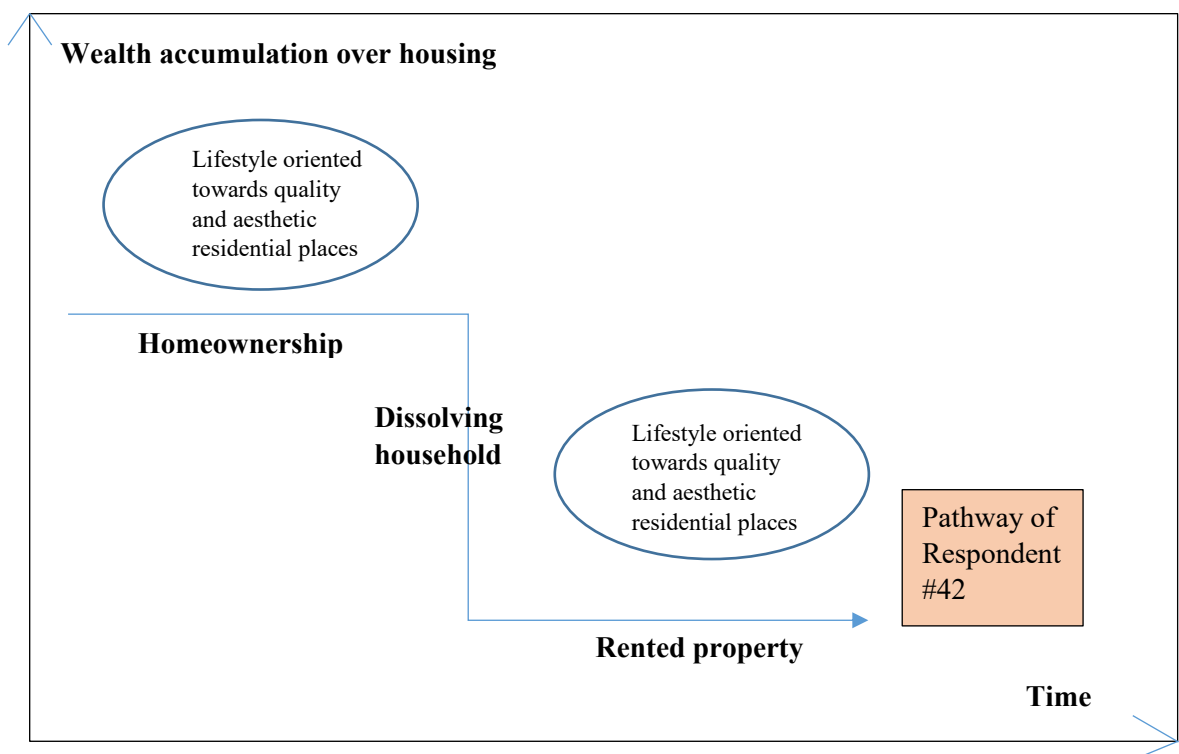 Wealth accumulation over housing
Lifestyle oriented
towards quality
and aesthetic
residential places
Homeownership
Dissolving
household
Lifestyle oriented
towards quality
and aesthetic
residential places
Pathway of
Respondent
#42
Rented property
Time